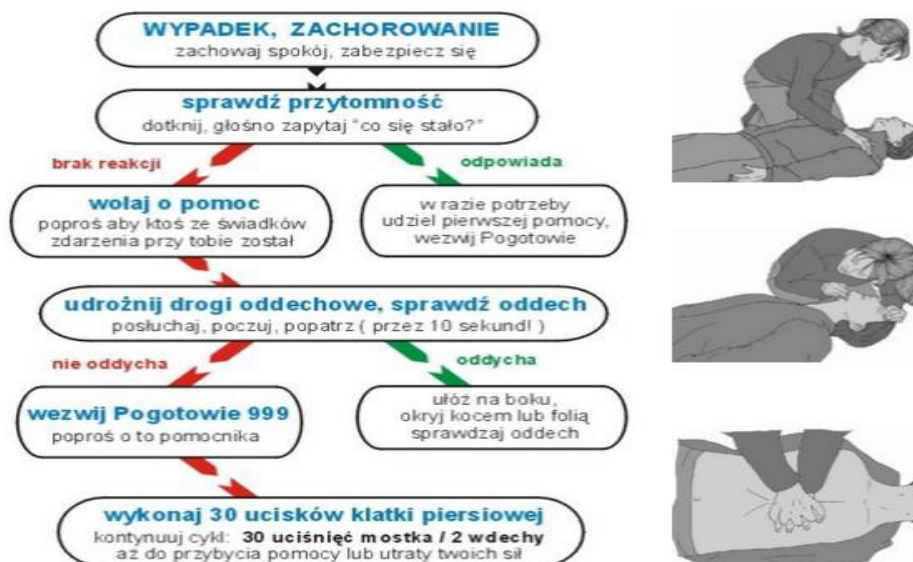 WYPADEK, ZACHOROWANIE
zachowaj spokój, zabezpiecz się
sprawdź przytomność
dotknij, głośno zapytaj "co się stało?"
brak reakcji
odpowiada
wołaj o pomoc
poproś aby ktoś ze świadków
zdarzenia przy tobie został
w razie potrzeby
udziel pierwszej pomocy,
wezwij Pogotowie
udrożnij drogi oddechowe, sprawdź oddech
posłuchaj, poczuj, popatrz ( przez 10 sekund! )
nie oddycha
oddycha
wezwij Pogotowie 999
poproś o to pomocnika
ułóż na boku,
okryj kocem lub folią
sprawdzaj oddech
wykonaj 30 ucisków klatki piersiowej
kontynuuj cykl: 30 uciśnięć mostka / 2 wdechy
aż do przybycia pomocy lub utraty twoich sił